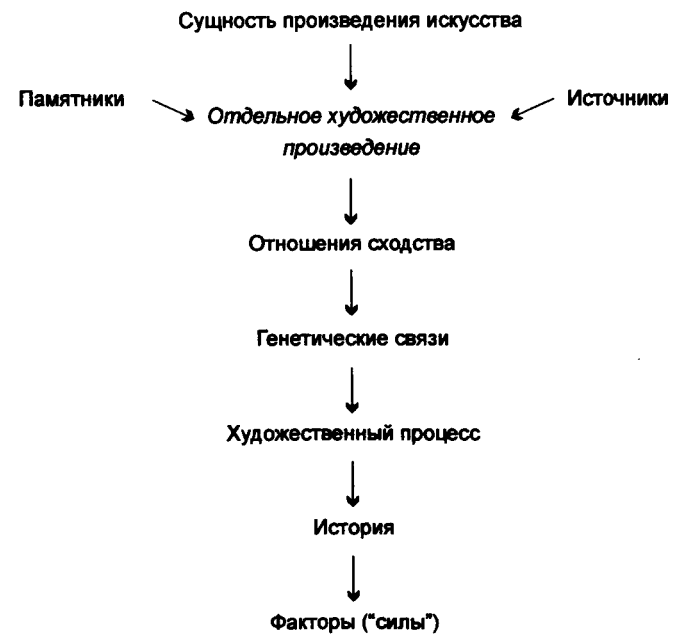 Сущность произведения искусства
Памятники
Источники
Отдельное художественное
произведение
Отношения сходства
Генетические связи
Художественный процесс
История
Факторы ("силы")